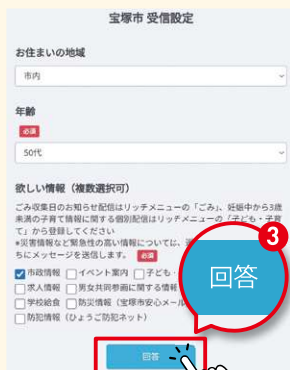 宝塚市 受信設定
お住まいの地域
市内
年齢
必須
50代
欲しい情報（複数選択可）
ごみ収集日のお知らせ配信はリッチメニューの「ごみ」、妊娠中から3歳
未満の子育て情報に関する個別配信はリッチメニューの「子ども・子育
て」から登録してください
*災害情報など緊急性の高い情報については、
ちにメッセージを送信します。 必須
市政情報 イベント案内 子ども・
求人情報 男女共同参画に関する情報
学校給食 防災情報（宝塚市安心メール
防犯情報（ひょうご防犯ネット）
3
回答
回答